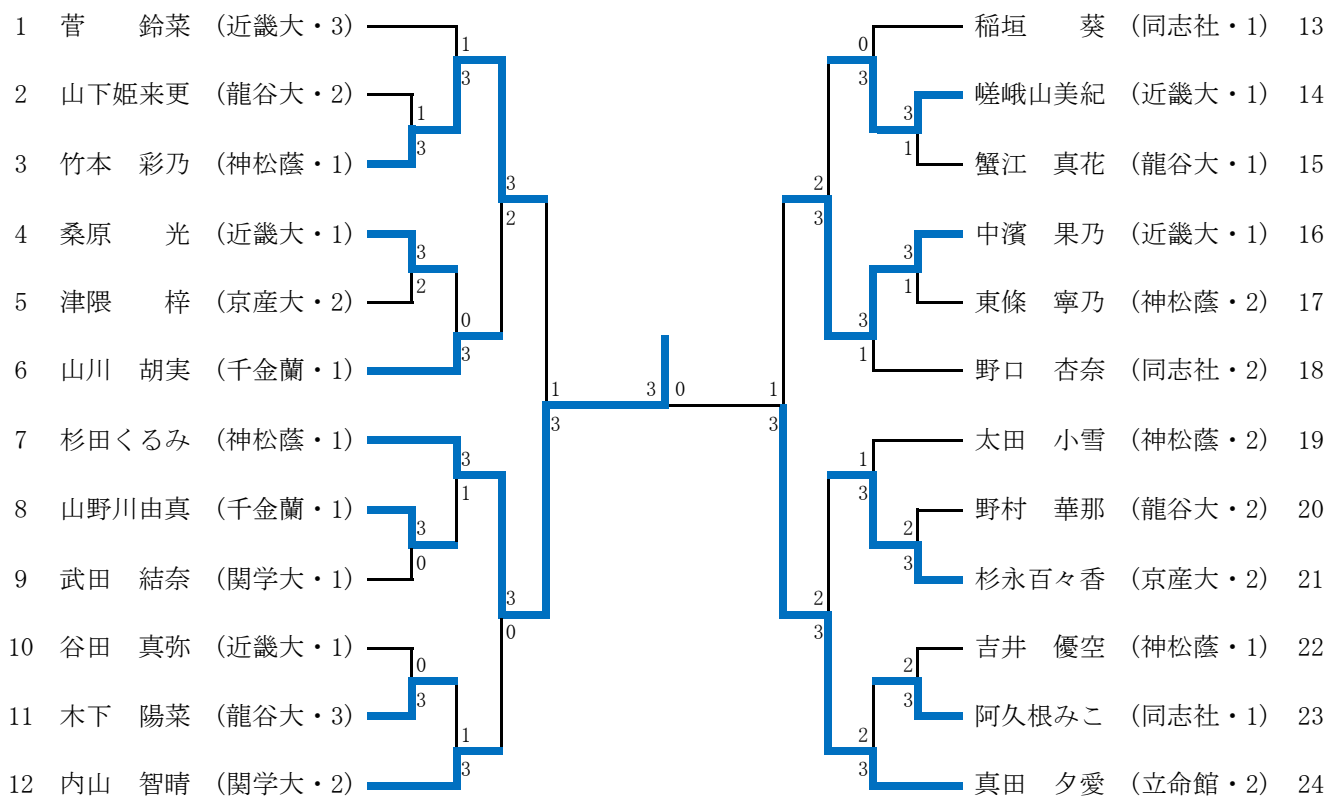 1 菅　　鈴菜 （近畿大・3）
1
3
2 山下姫来更 （龍谷大・2）
1
3
3 竹本　彩乃 （神松蔭・1）
3
2
4 桑原　　光 （近畿大・1）
3
2
5 津隈　　梓 （京産大・2）
0
3
6 山川　胡実 （千金蘭・1）
1
3
7 杉田くるみ （神松蔭・1）
3
1
8 山野川由真 （千金蘭・1）
3
0
9 武田　結奈 （関学大・1）
3
0
10 谷田　真弥 （近畿大・1）
0
3
11 木下　陽菜 （龍谷大・3）
1
3
12 内山　智晴 （関学大・2）
3 0
稲垣　　葵 （同志社・1） 13
0
3
嵯峨山美紀 （近畿大・1） 14
3
1
蟹江　真花 （龍谷大・1） 15
2
3
中濱　果乃 （近畿大・1） 16
3
1
東條　寧乃 （神松蔭・2） 17
3
1
野口　杏奈 （同志社・2） 18
1
3
太田　小雪 （神松蔭・2） 19
1
3
野村　華那 （龍谷大・2） 20
2
3
杉永百々香 （京産大・2） 21
2
3
吉井　優空 （神松蔭・1） 22
2
3
阿久根みこ （同志社・1） 23
2
3
真田　夕愛 （立命館・2） 24